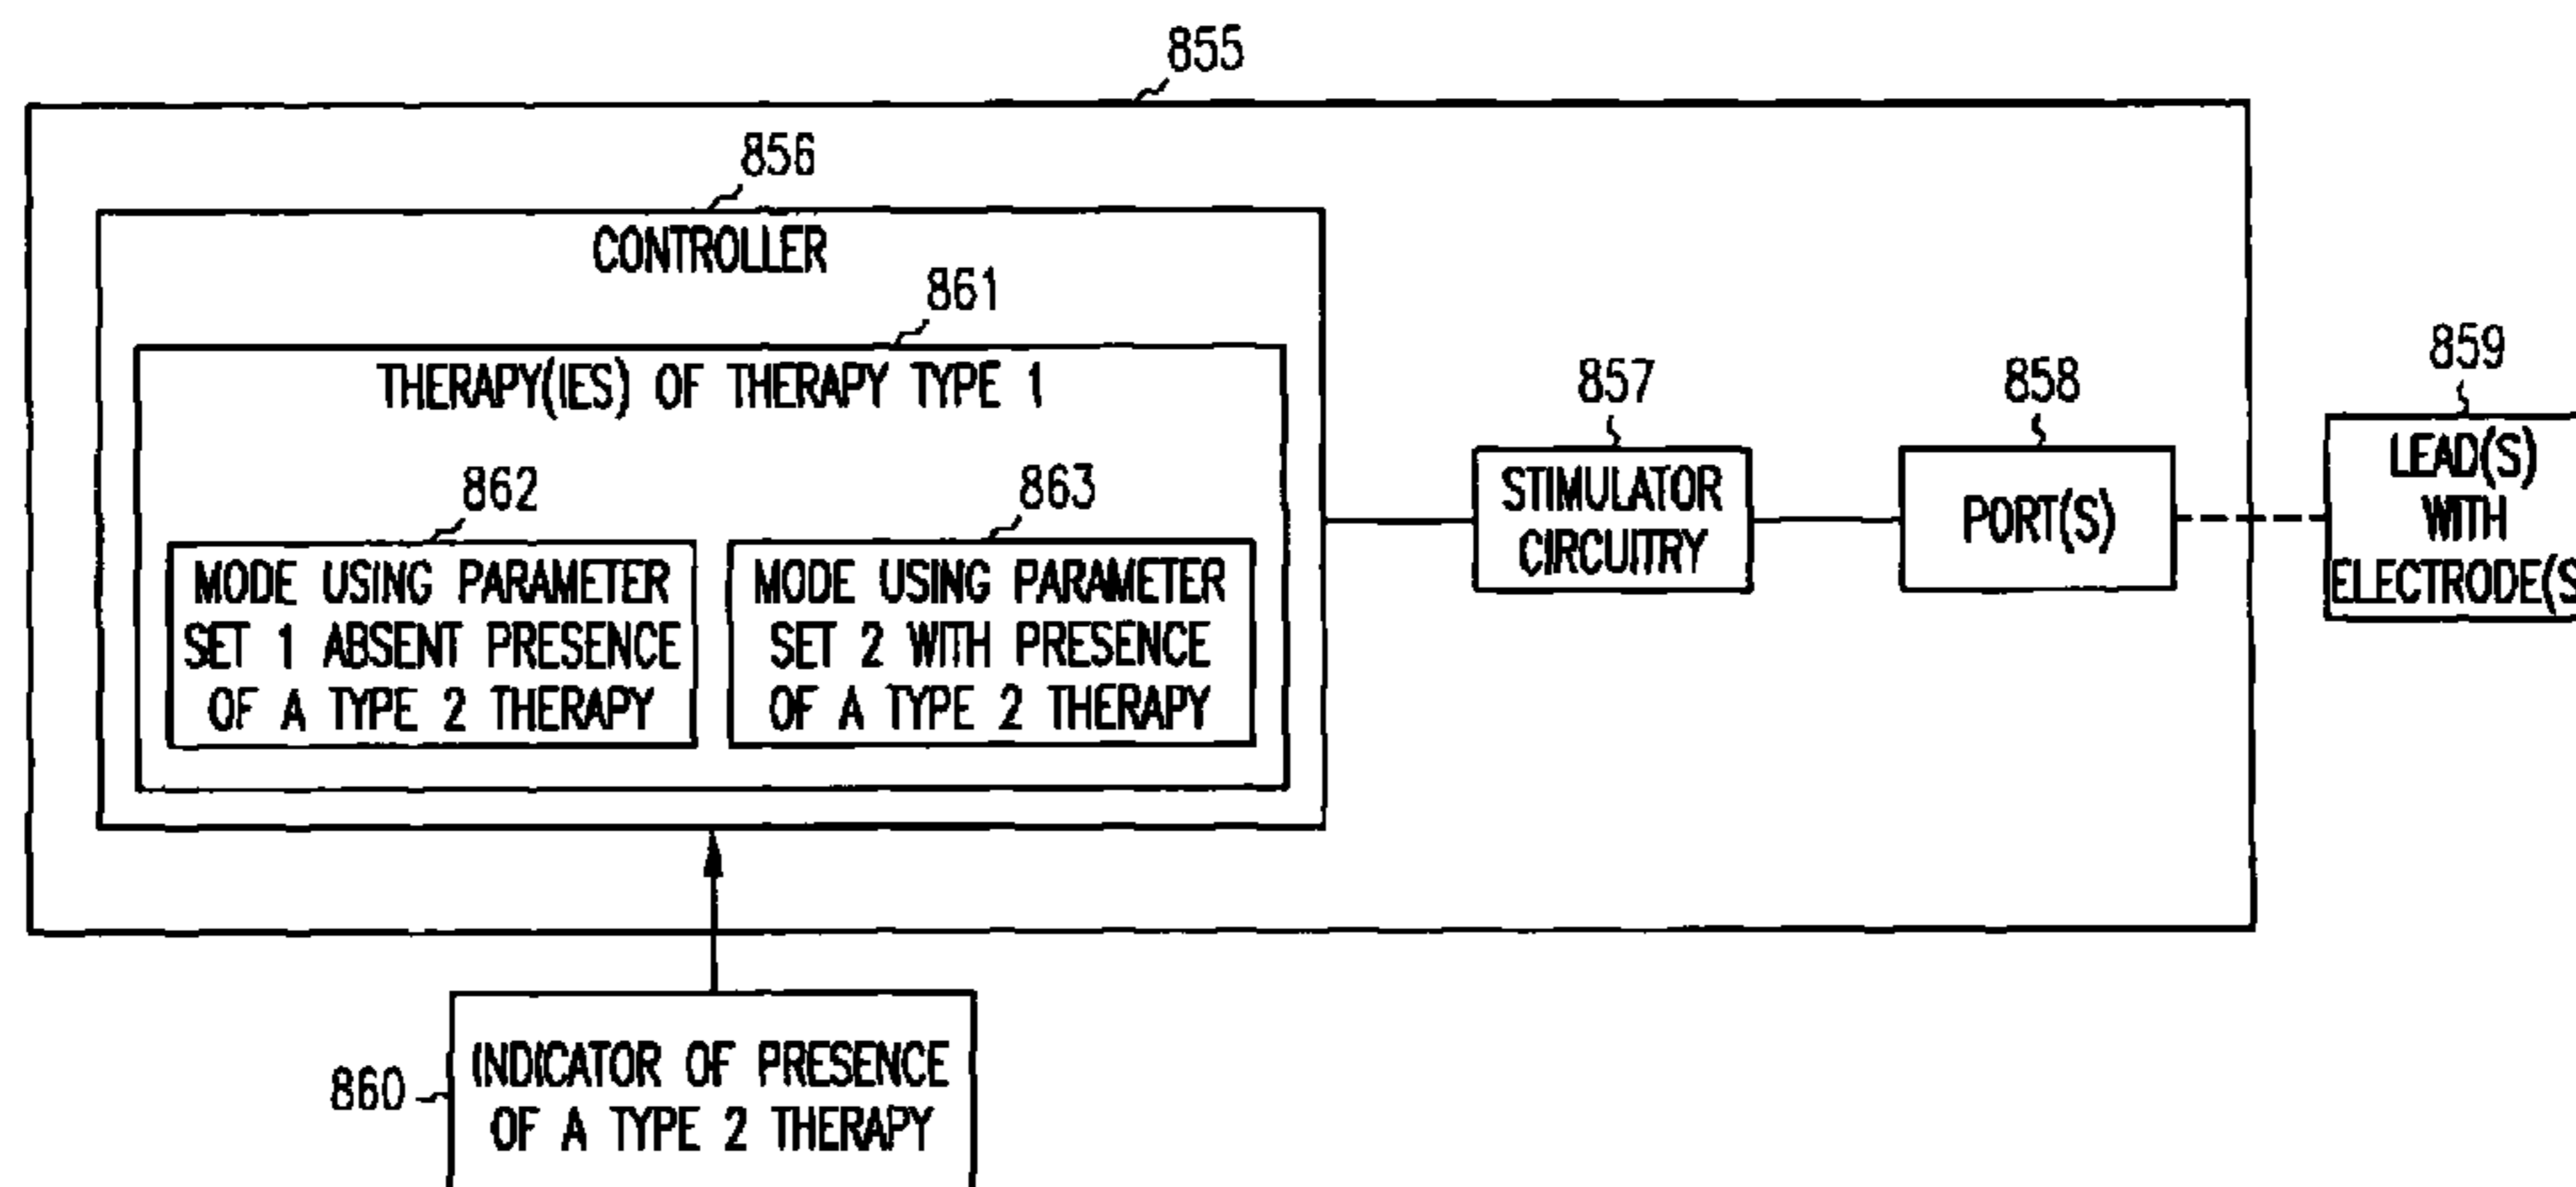 855
856
CONTROLLER
861
THERAPY(IES) OF THERAPY TYPE 1
862
MODE USING PARAMETER
SET 1 ABSENT PRESENCE
OF A TYPE 2 THERAPY
863
MODE USING PARAMETER
SET 2 WITH PRESENCE
OF A TYPE 2 THERAPY
857
STIMULATOR
CIRCUITRY
858
PORT(S)
859
LEAD(S)
WITH
ELECTRODE(S
860
INDICATOR OF PRESENCE
OF A TYPE 2 THERAPY